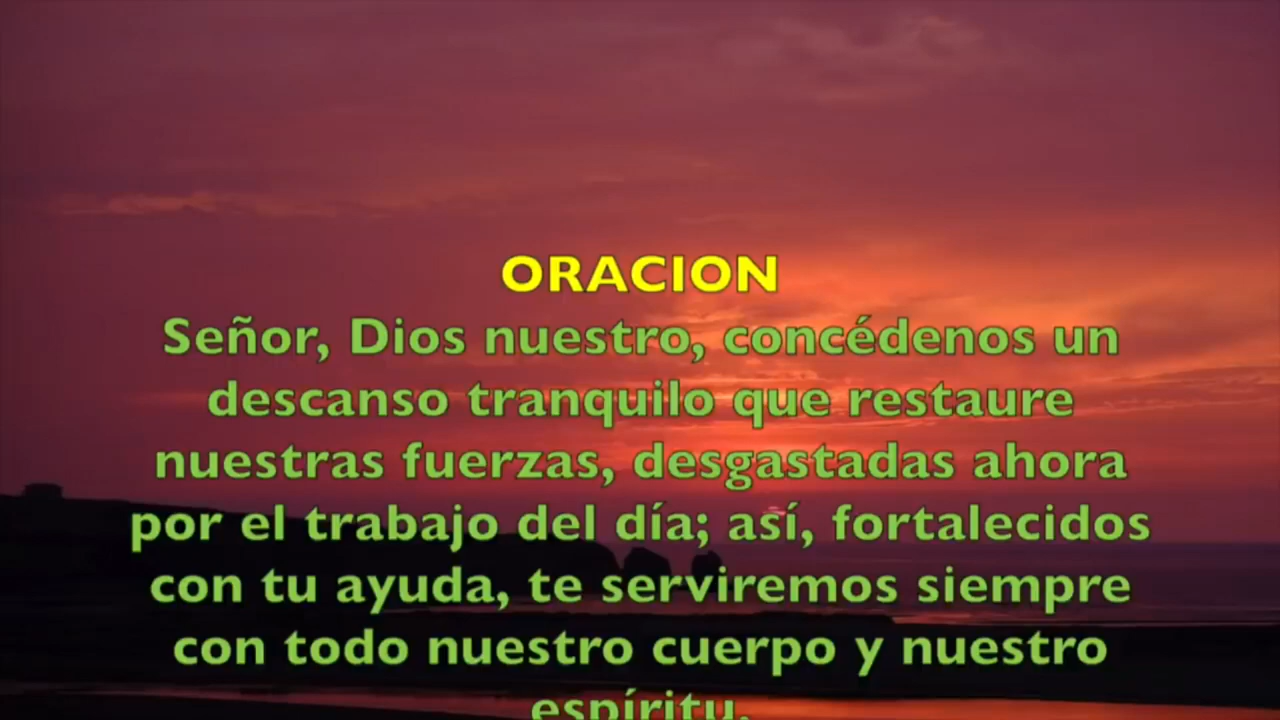 ORACION
Señor, Dios nuestro, concédenos un
descanso tranquilo que restaure
nuestras fuerzas, desgastadas ahora
por el trabajo del día; así, fortalecidos
con tu ayuda, te serviremos siempre
con todo nuestro cuerpo y nuestro
espíritu.